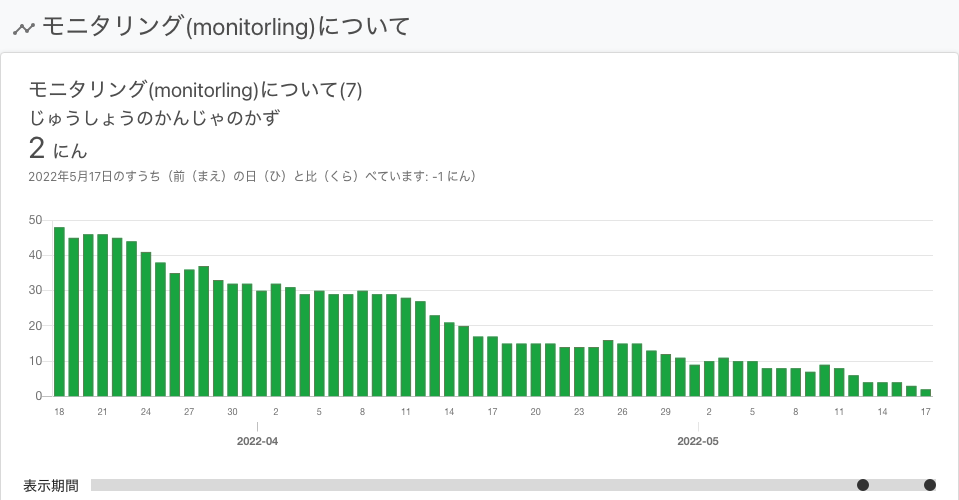 モニタリング(monitorling)について
モニタリング(monitorling)について(7)
じゅうしょうのかんじゃのかず
2 にん
2022年5月17日のすうち（前（まえ）の日（ひ）と比（くら）べています: -1 にん）
50
40
30
20
10
0
18 21 24 27 30 2 5 8 11 14 17 20 23 26 29 2 5 8 11 14 17
2022-04 2022-05
表示期間